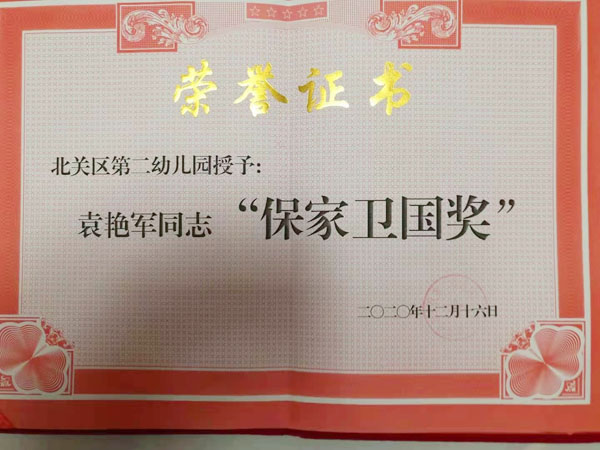 荣誉证书
北关区第二幼儿园授予：
袁艳军同志 “保家卫国奖”
二〇二〇年十二月十六日